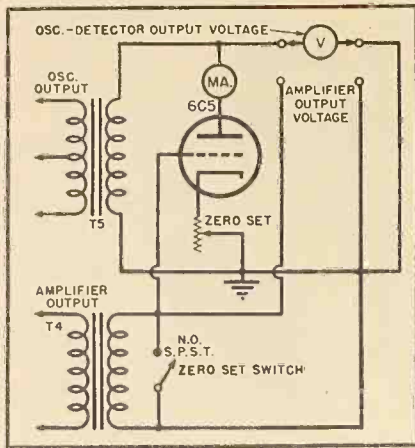 OSC.-DETECTOR OUTPUT VOLTAGE
V
OSC.
OUTPUT
MA.
6C5
AMPLIFIER
OUTPUT
VOLTAGE
T5
ZERO SET
AMPLIFIER
OUTPUT
T4
N.O.
S.P.S.T.
ZERO SET SWITCH